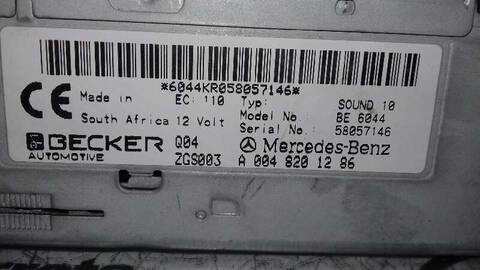 *6044KR058057146*
CE Made in EC: 110 Typ: SOUND 10
South Africa 12 Volt Model No: BE 6044
Serial No.: 58057146
BECKER Q04 Mercedes-Benz
AUTOMOTIVE ZGS003 A 004 820 12 86